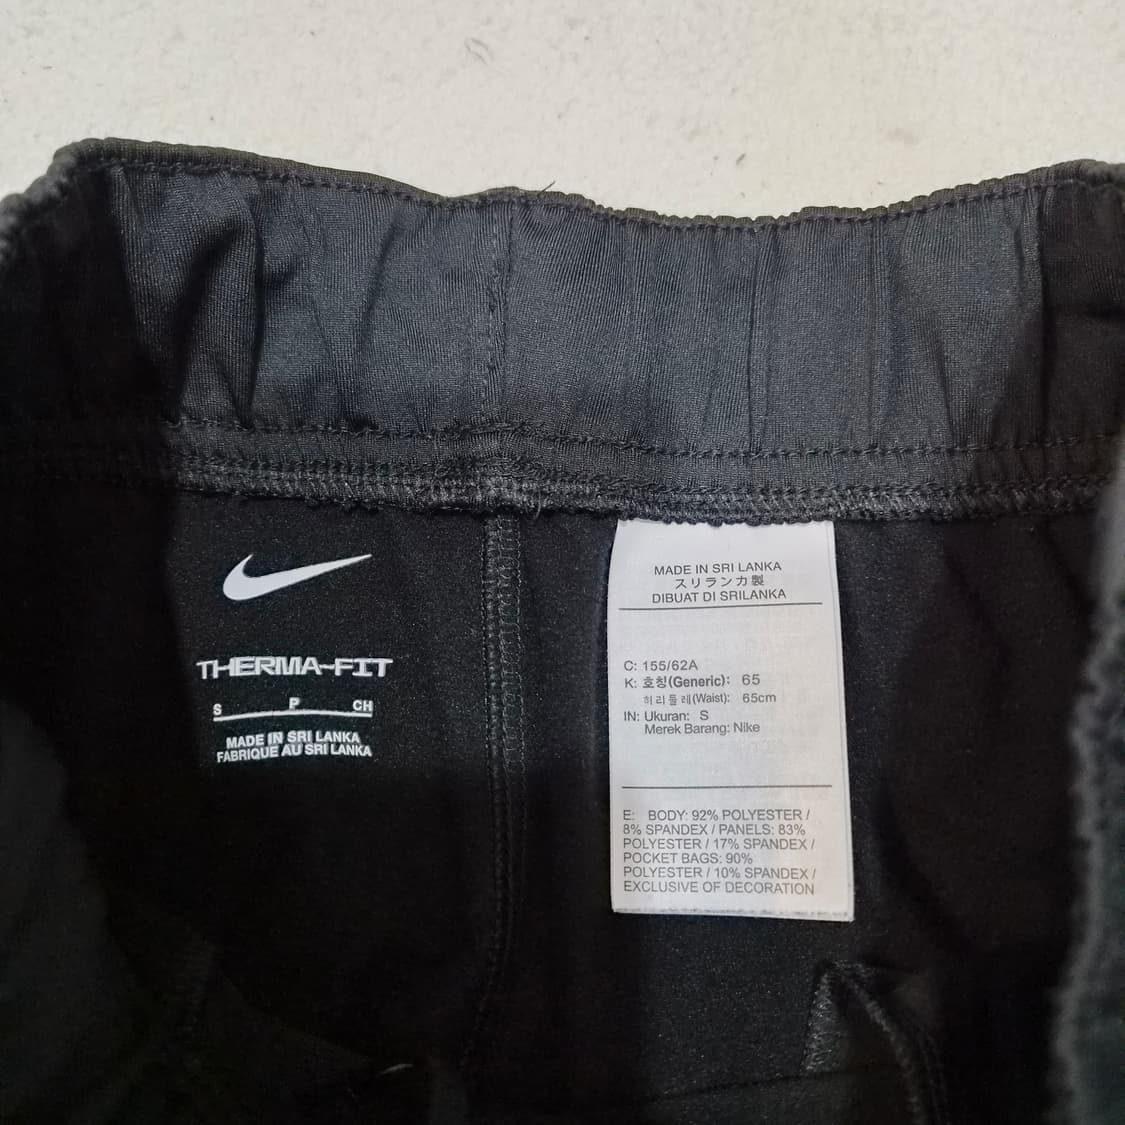 THERMA-FIT
S P CH
MADE IN SRI LANKA
FABRIQUÉ AU SRI LANKA
MADE IN SRI LANKA
スリランカ製
DIBUAT DI SRILANKA
C: 155/62A
K: 호칭(Generic): 65
허리둘레(Waist): 65cm
IN: Ukuran: S
Merek Barang: Nike
E: BODY: 92% POLYESTER /
8% SPANDEX / PANELS: 83%
POLYESTER / 17% SPANDEX /
POCKET BAGS: 90%
POLYESTER / 10% SPANDEX /
EXCLUSIVE OF DECORATION